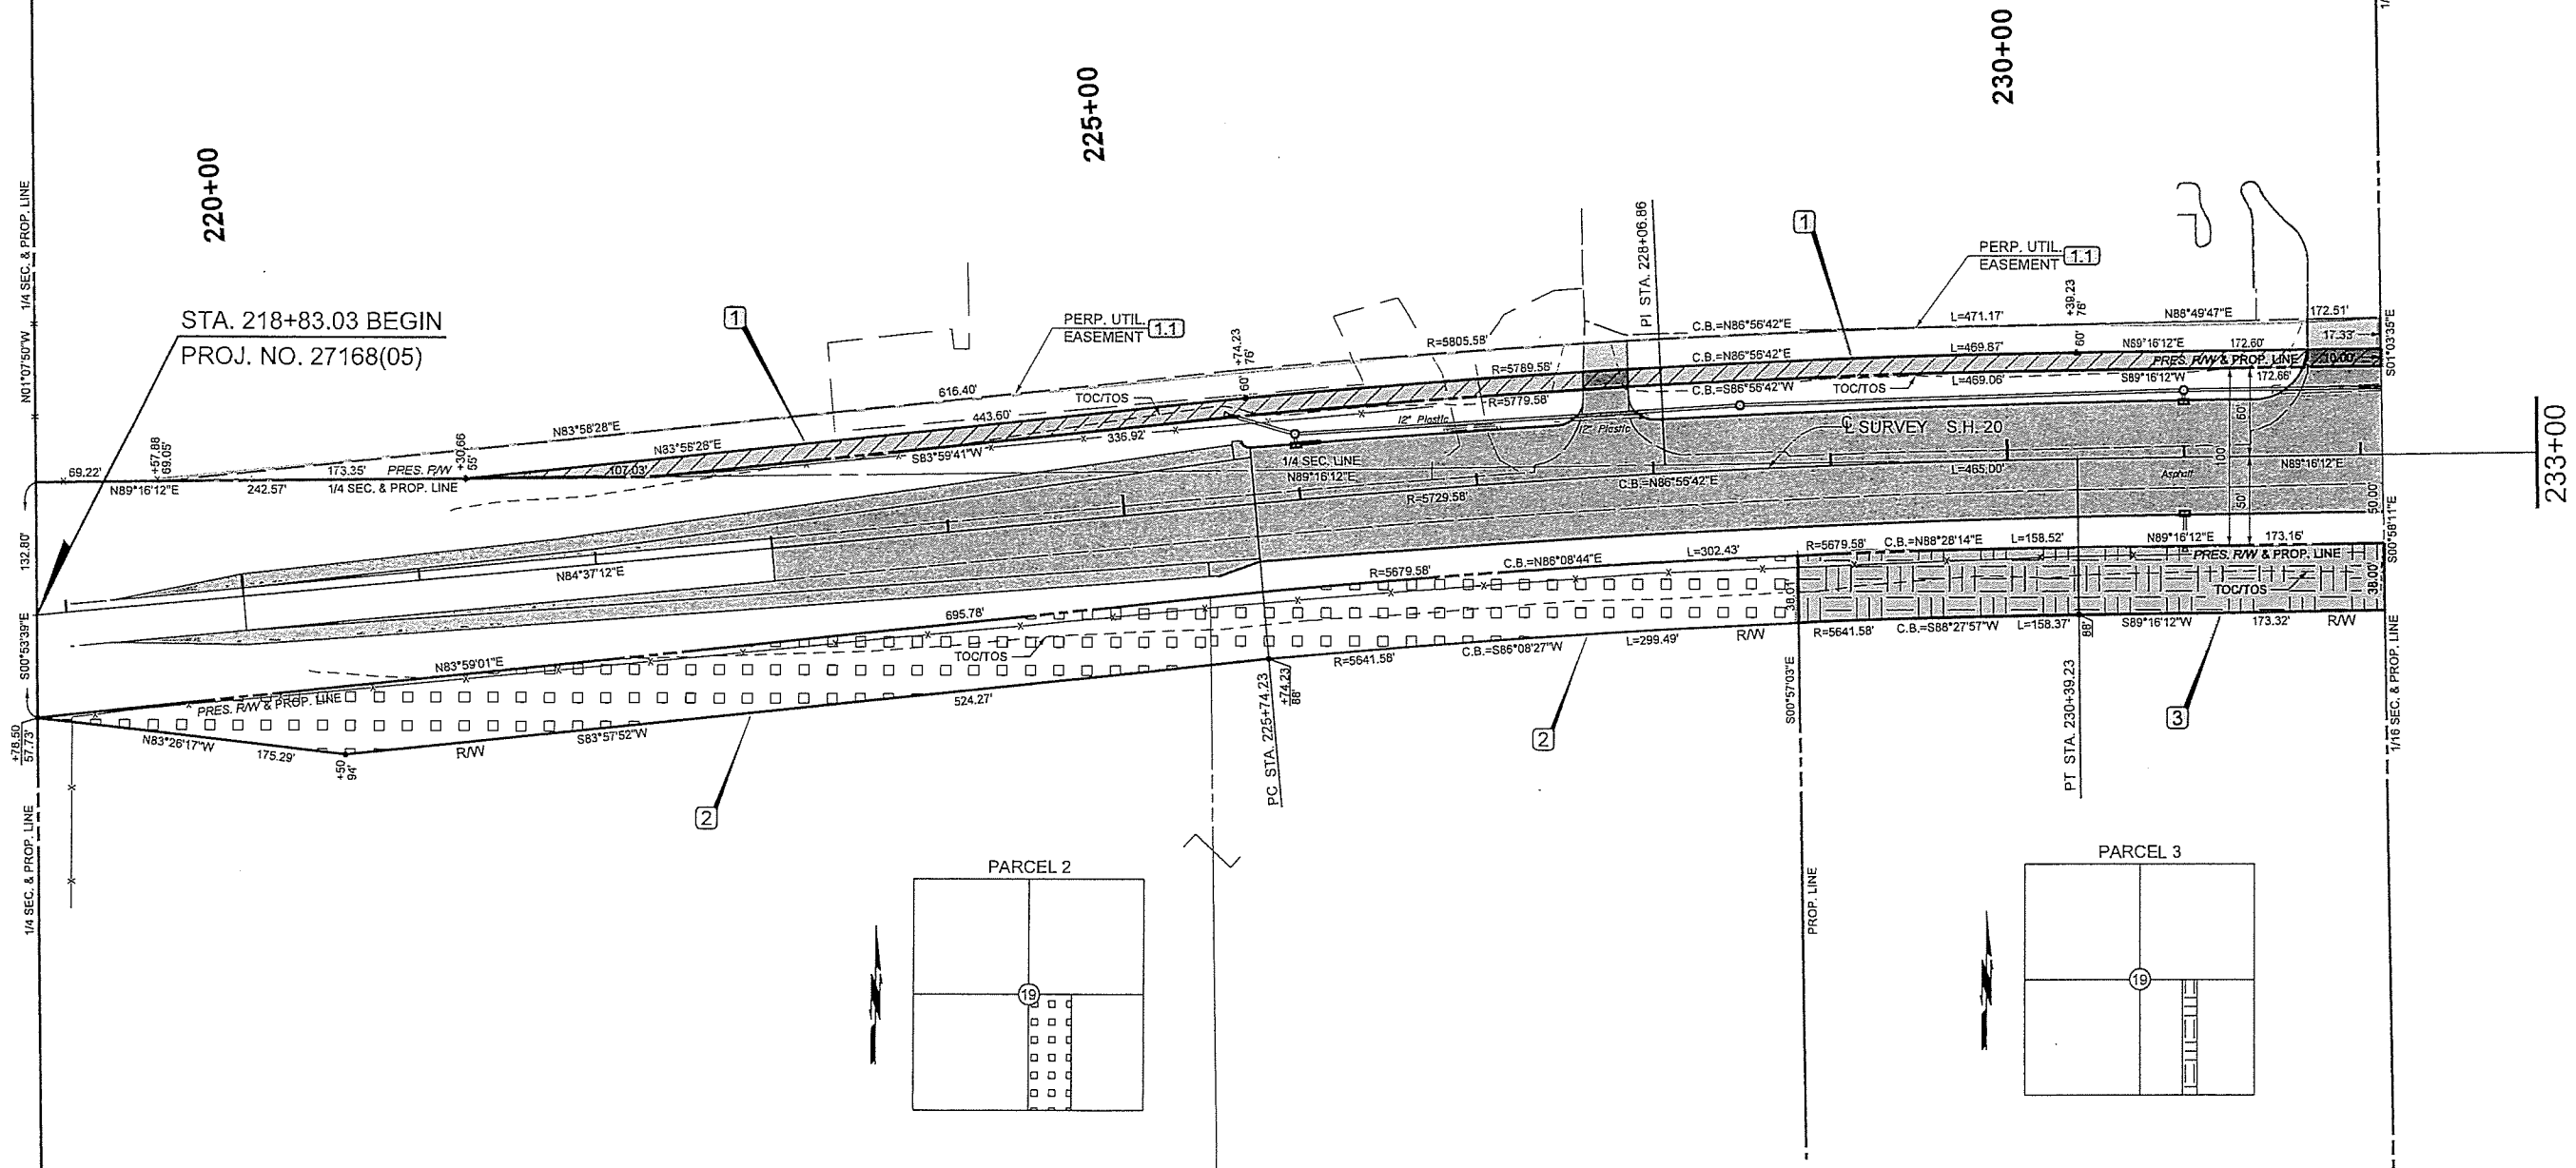 220+00
225+00
230+00
233+00
STA. 218+83.03 BEGIN
PROJ. NO. 27168(05)
N01°07'50"W 1/4 SEC. & PROP. LINE
69.22'
+57.88
69.05'
N89°16'12"E
242.57'
173.35'
PRES. R/W
1/4 SEC. & PROP. LINE
+30.66
55'
132.80'
S00°53'39"E
N83°58'28"E
616.40'
PERP. UTIL.
EASEMENT 1.1
1
N83°58'28"E
443.60'
107.03'
S83°59'41"W
336.92'
TOC/TOS
+74.23
76'
60'
R=5805.58'
C.B.=N86°56'42"E
L=471.17'
N88°49'47"E
172.51'
R=5789.58'
C.B.=N86°56'42"E
L=469.87'
N89°16'12"E
172.60'
17.33'
PRES. R/W & PROP. LINE
10.00'
R=5779.58'
C.B.=S86°56'42"W
L=469.06'
TOC/TOS
S89°16'12"W
172.66'
S01°03'35"E
1
PERP. UTIL.
EASEMENT 1.1
+39.23
76'
60'
PI STA. 228+06.86
12" Plastic
12" Plastic
℄ SURVEY S.H. 20
1/4 SEC. LINE
N89°16'12"E
R=5729.58'
C.B.=N86°55'42"E
L=465.00'
Asphalt
N89°16'12"E
100'
50'
50'
50.00'
S00°58'11"E
N84°37'12"E
R=5679.58'
C.B.=N86°08'44"E
L=302.43'
R=5679.58'
C.B.=N88°28'14"E
L=158.52'
N89°16'12"E
173.16'
PRES. R/W & PROP. LINE
TOC/TOS
38.00'
38.01'
695.78'
N83°59'01"E
TOC/TOS
PRES. R/W & PROP. LINE
+78.50
57.73'
N83°26'17"W
175.29'
+50
94'
R/W
S83°57'52"W
524.27'
R=5641.58'
C.B.=S86°08'27"W
L=299.49'
R/W
R=5641.58'
C.B.=S88°27'57"W
L=158.37'
88'
S89°16'12"W
173.32'
R/W
PC STA. 225+74.23
+74.23
88'
S00°57'03"E
PT STA. 230+39.23
2
2
3
1/4 SEC. & PROP. LINE
PROP. LINE
1/16 SEC. & PROP. LINE
PARCEL 2
19
PARCEL 3
19